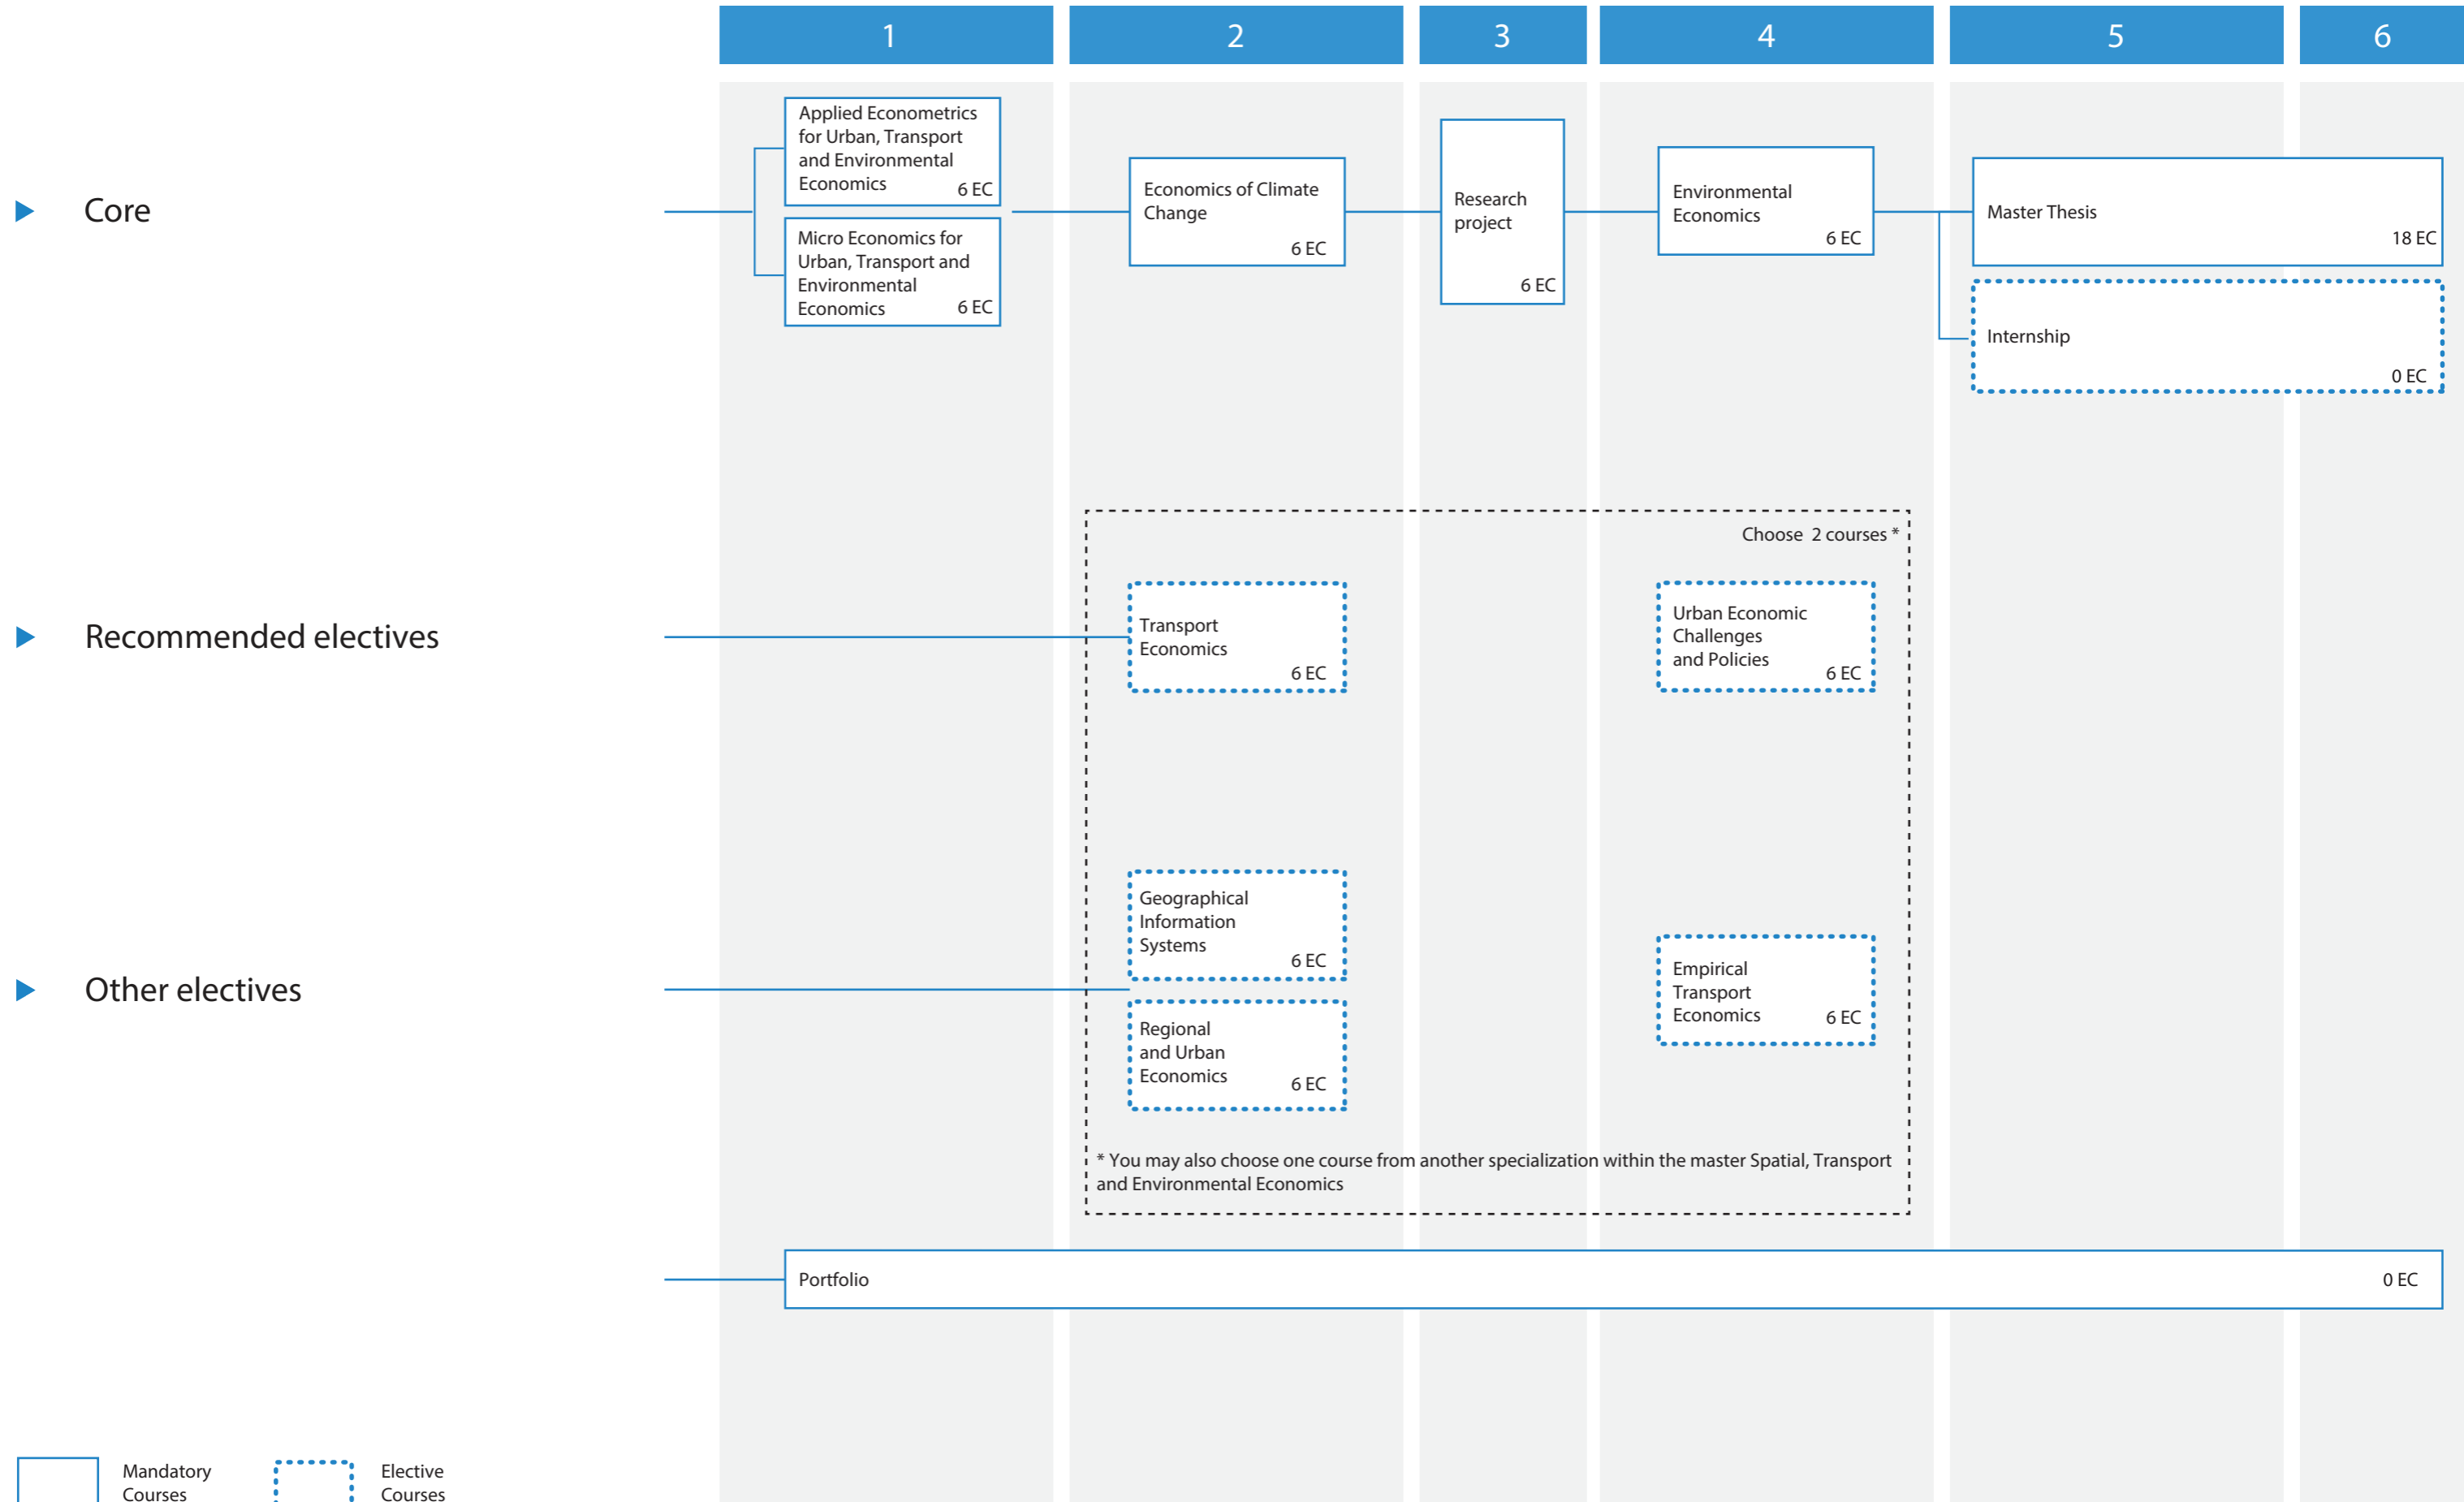 1 2 3 4 5 6
Core
Applied Econometrics
for Urban, Transport
and Environmental
Economics 6 EC
Micro Economics for
Urban, Transport and
Environmental
Economics 6 EC
Economics of Climate
Change
6 EC
Research
project
6 EC
Environmental
Economics
6 EC
Master Thesis
18 EC
Internship
0 EC
Choose 2 courses *
Recommended electives
Transport
Economics
6 EC
Urban Economic
Challenges
and Policies
6 EC
Other electives
Geographical
Information
Systems
6 EC
Regional
and Urban
Economics
6 EC
Empirical
Transport
Economics 6 EC
* You may also choose one course from another specialization within the master Spatial, Transport
and Environmental Economics
Portfolio 0 EC
Mandatory
Courses
Elective
Courses